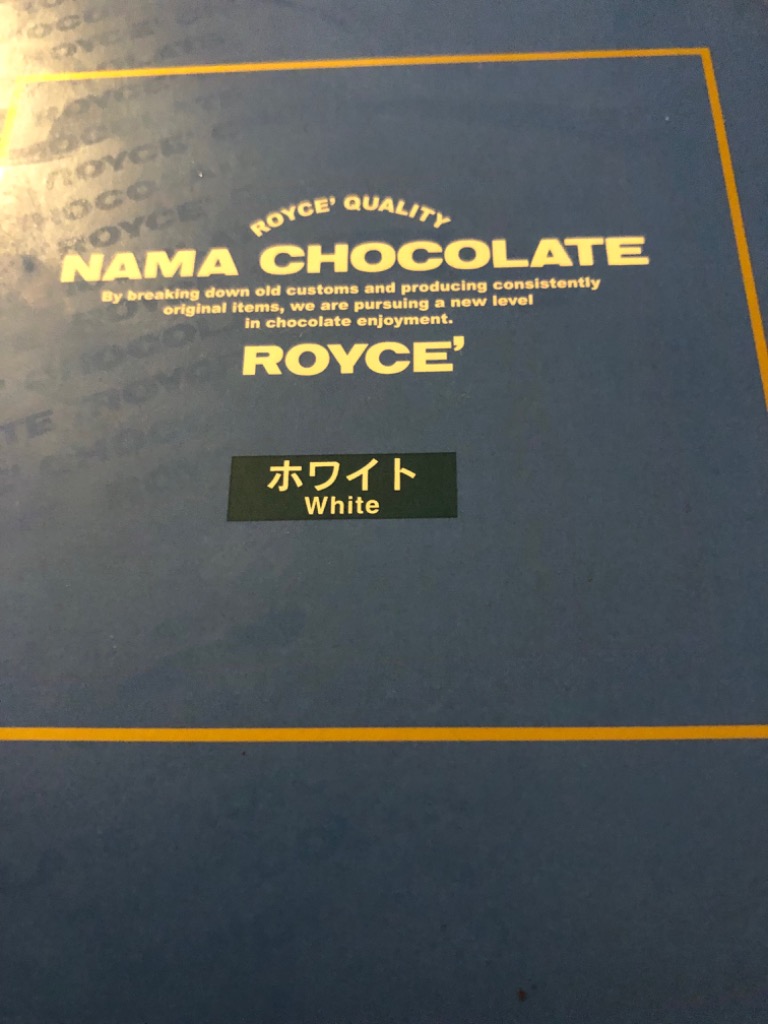 ROYCE' QUALITY
NAMA CHOCOLATE
By breaking down old customs and producing consistently
original items, we are pursuing a new level
in chocolate enjoyment.
ROYCE'
ホワイト
White